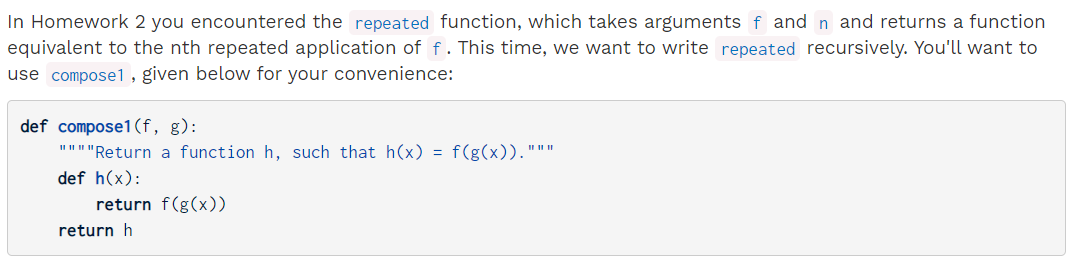 In Homework 2 you encountered the repeated function, which takes arguments f and n and returns a function
equivalent to the nth repeated application of f. This time, we want to write repeated recursively. You'll want to
use compose1, given below for your convenience:
def compose1(f, g):
    """"Return a function h, such that h(x) = f(g(x))."""
    def h(x):
        return f(g(x))
    return h